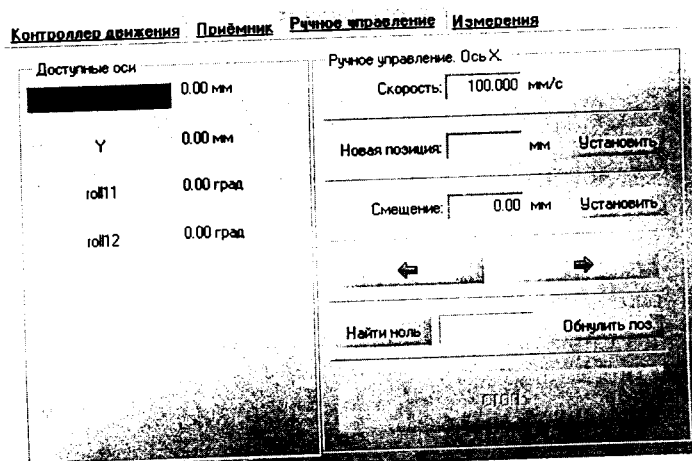 Контроллер движения Приёмник Ручное управление Измерения
Доступные оси
0.00 мм
Y 0.00 мм
roll11 0.00 град
roll12 0.00 град
Ручное управление. Ось X.
Скорость: 100.000 мм/с
Новая позиция: мм Установить
Смещение: 0.00 мм Установить
Найти ноль Обнулить поз.